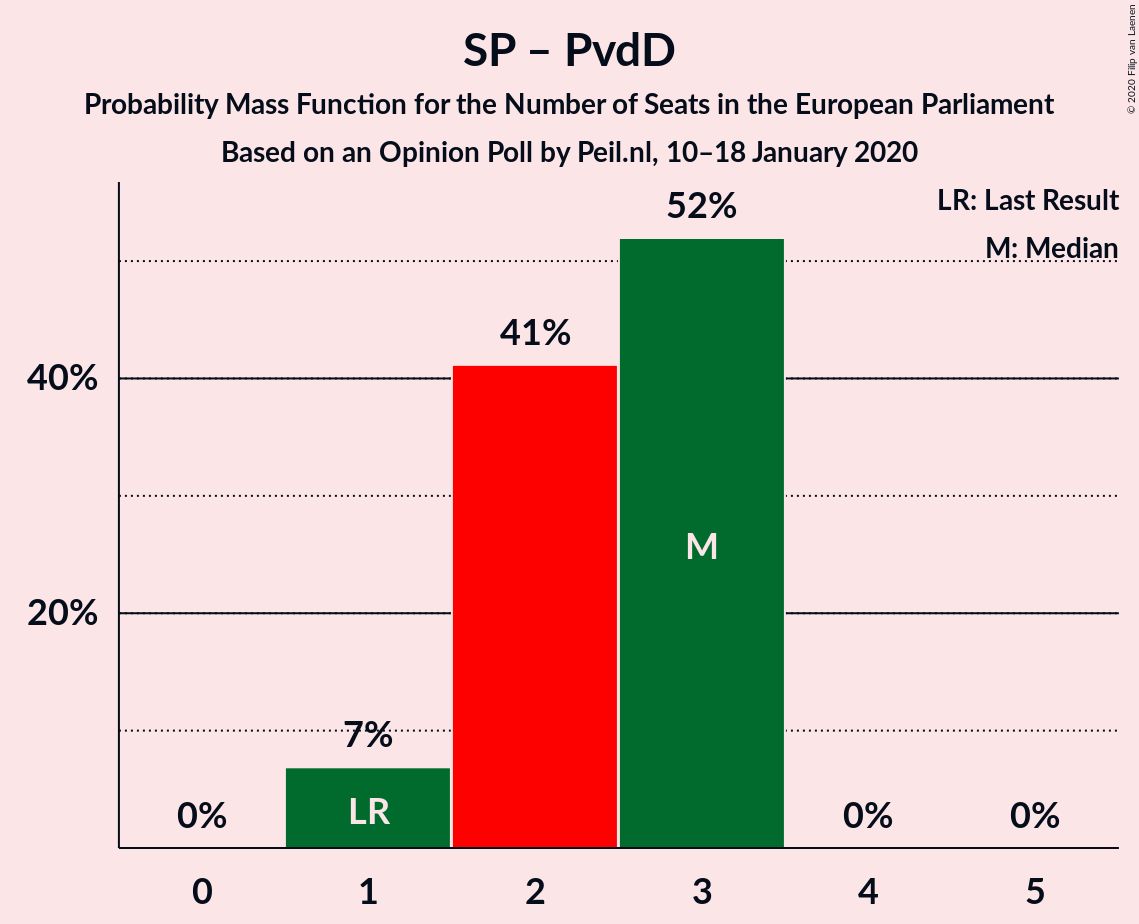 SP – PvdD
Probability Mass Function for the Number of Seats in the European Parliament
Based on an Opinion Poll by Peil.nl, 10–18 January 2020
© 2020 Filip van Laenen
LR: Last Result
M: Median
52%
41%
40%
M
20%
7%
LR
0%
0%
0%
0 1 2 3 4 5